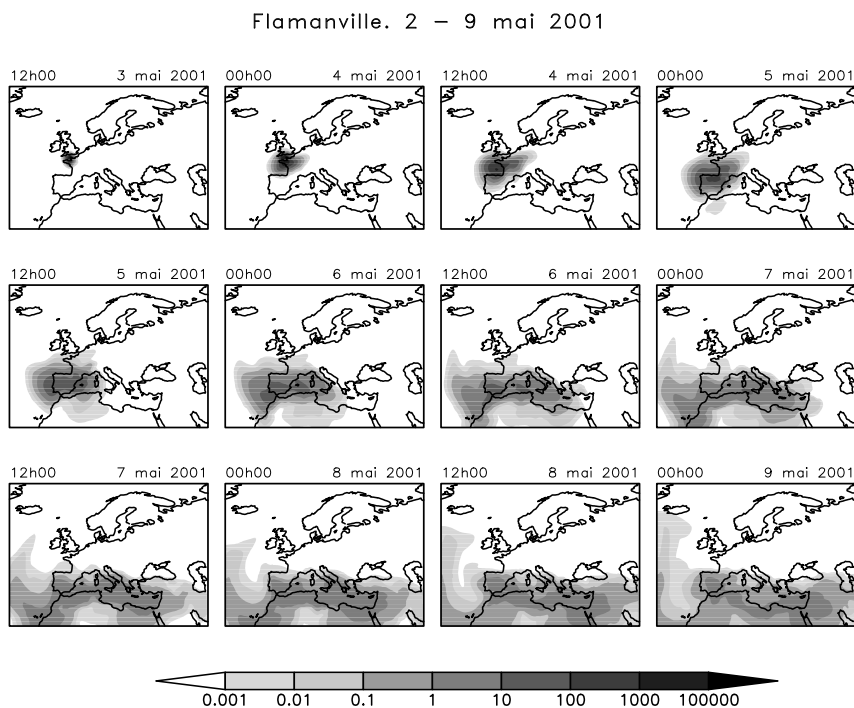 Flamanville. 2 – 9 mai 2001
12h00 3 mai 2001 00h00 4 mai 2001 12h00 4 mai 2001 00h00 5 mai 2001
12h00 5 mai 2001 00h00 6 mai 2001 12h00 6 mai 2001 00h00 7 mai 2001
12h00 7 mai 2001 00h00 8 mai 2001 12h00 8 mai 2001 00h00 9 mai 2001
0.001 0.01 0.1 1 10 100 1000 100000